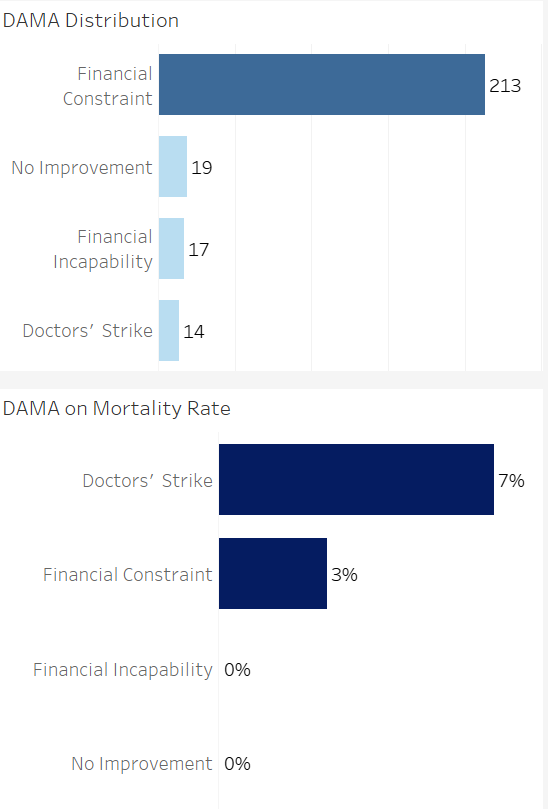 DAMA Distribution
Financial
Constraint
213
No Improvement
19
Financial
Incapability
17
Doctors’ Strike
14
DAMA on Mortality Rate
Doctors’ Strike
7%
Financial Constraint
3%
Financial Incapability
0%
No Improvement
0%